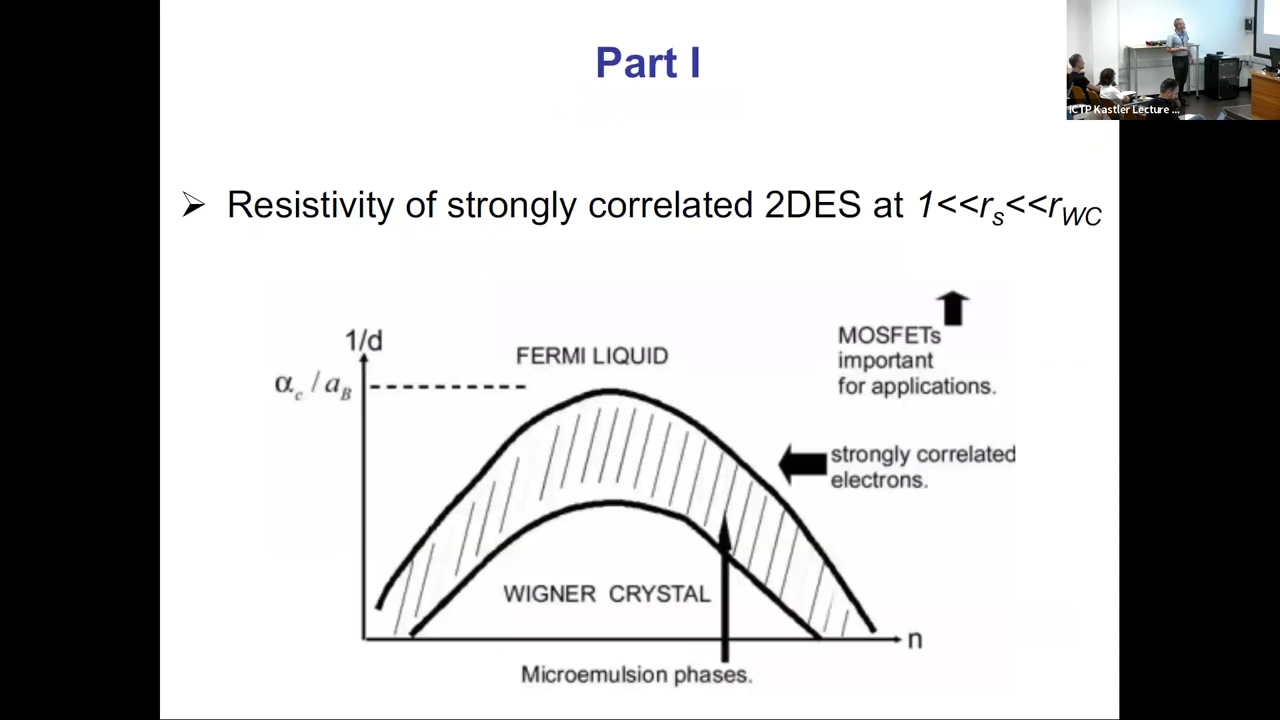 Part I
ICTP Kastler Lecture ...
➢ Resistivity of strongly correlated 2DES at 1<<rs<<rWC
1/d
αc / aB
FERMI LIQUID
MOSFETs
important
for applications.
strongly correlated
electrons.
WIGNER CRYSTAL
n
Microemulsion phases.